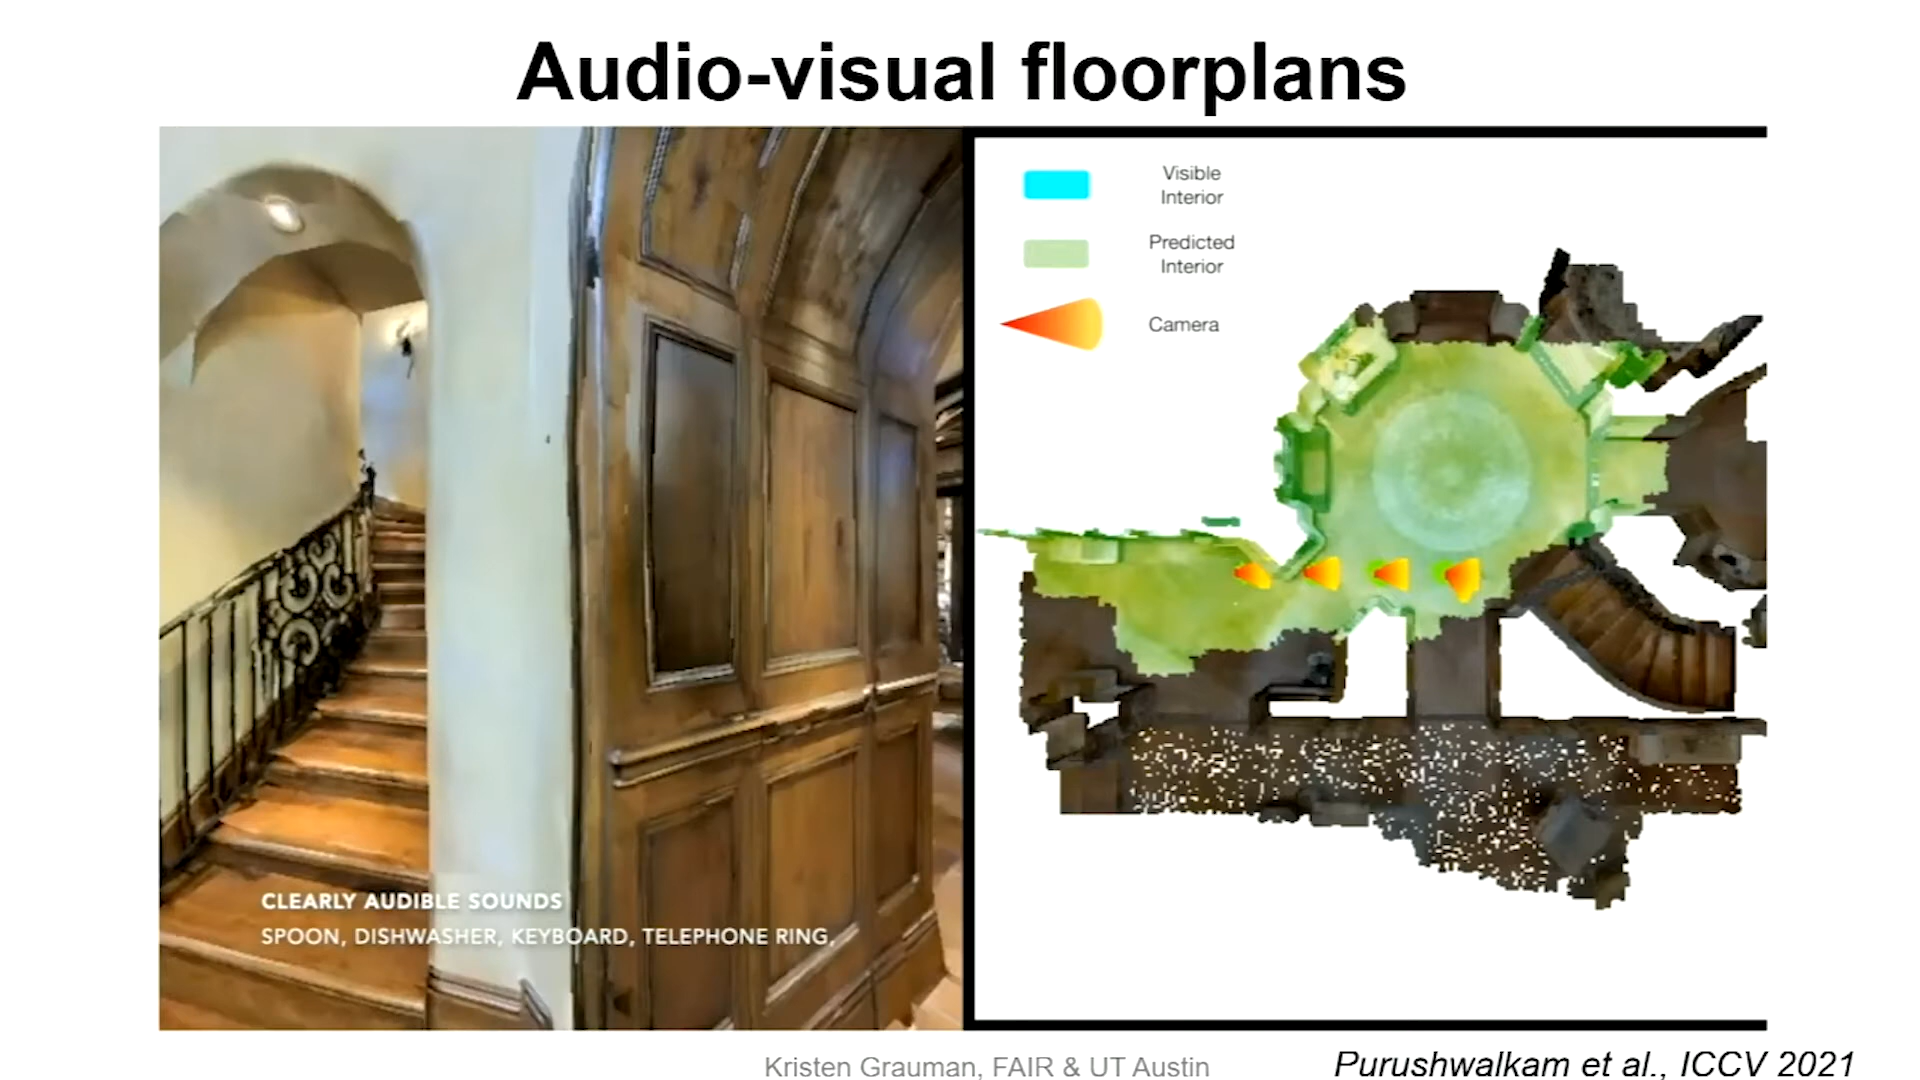 Audio-visual floorplans
Visible
Interior
Predicted
Interior
Camera
CLEARLY AUDIBLE SOUNDS
SPOON, DISHWASHER, KEYBOARD, TELEPHONE RING,
Kristen Grauman, FAIR & UT Austin
Purushwalkam et al., ICCV 2021